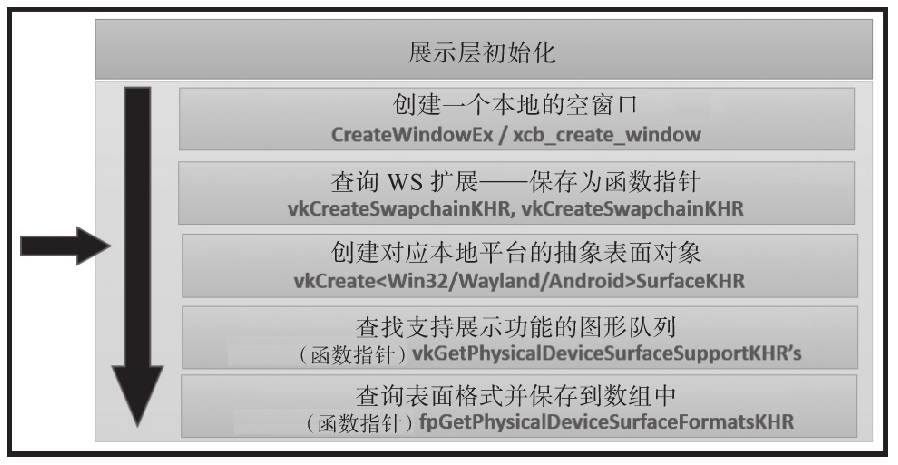 展示层初始化
创建一个本地的空窗口
CreateWindowEx / xcb_create_window
查询 WS 扩展——保存为函数指针
vkCreateSwapchainKHR, vkCreateSwapchainKHR
创建对应本地平台的抽象表面对象
vkCreate<Win32/Wayland/Android>SurfaceKHR
查找支持展示功能的图形队列
（函数指针）vkGetPhysicalDeviceSurfaceSupportKHR’s
查询表面格式并保存到数组中
（函数指针）fpGetPhysicalDeviceSurfaceFormatsKHR